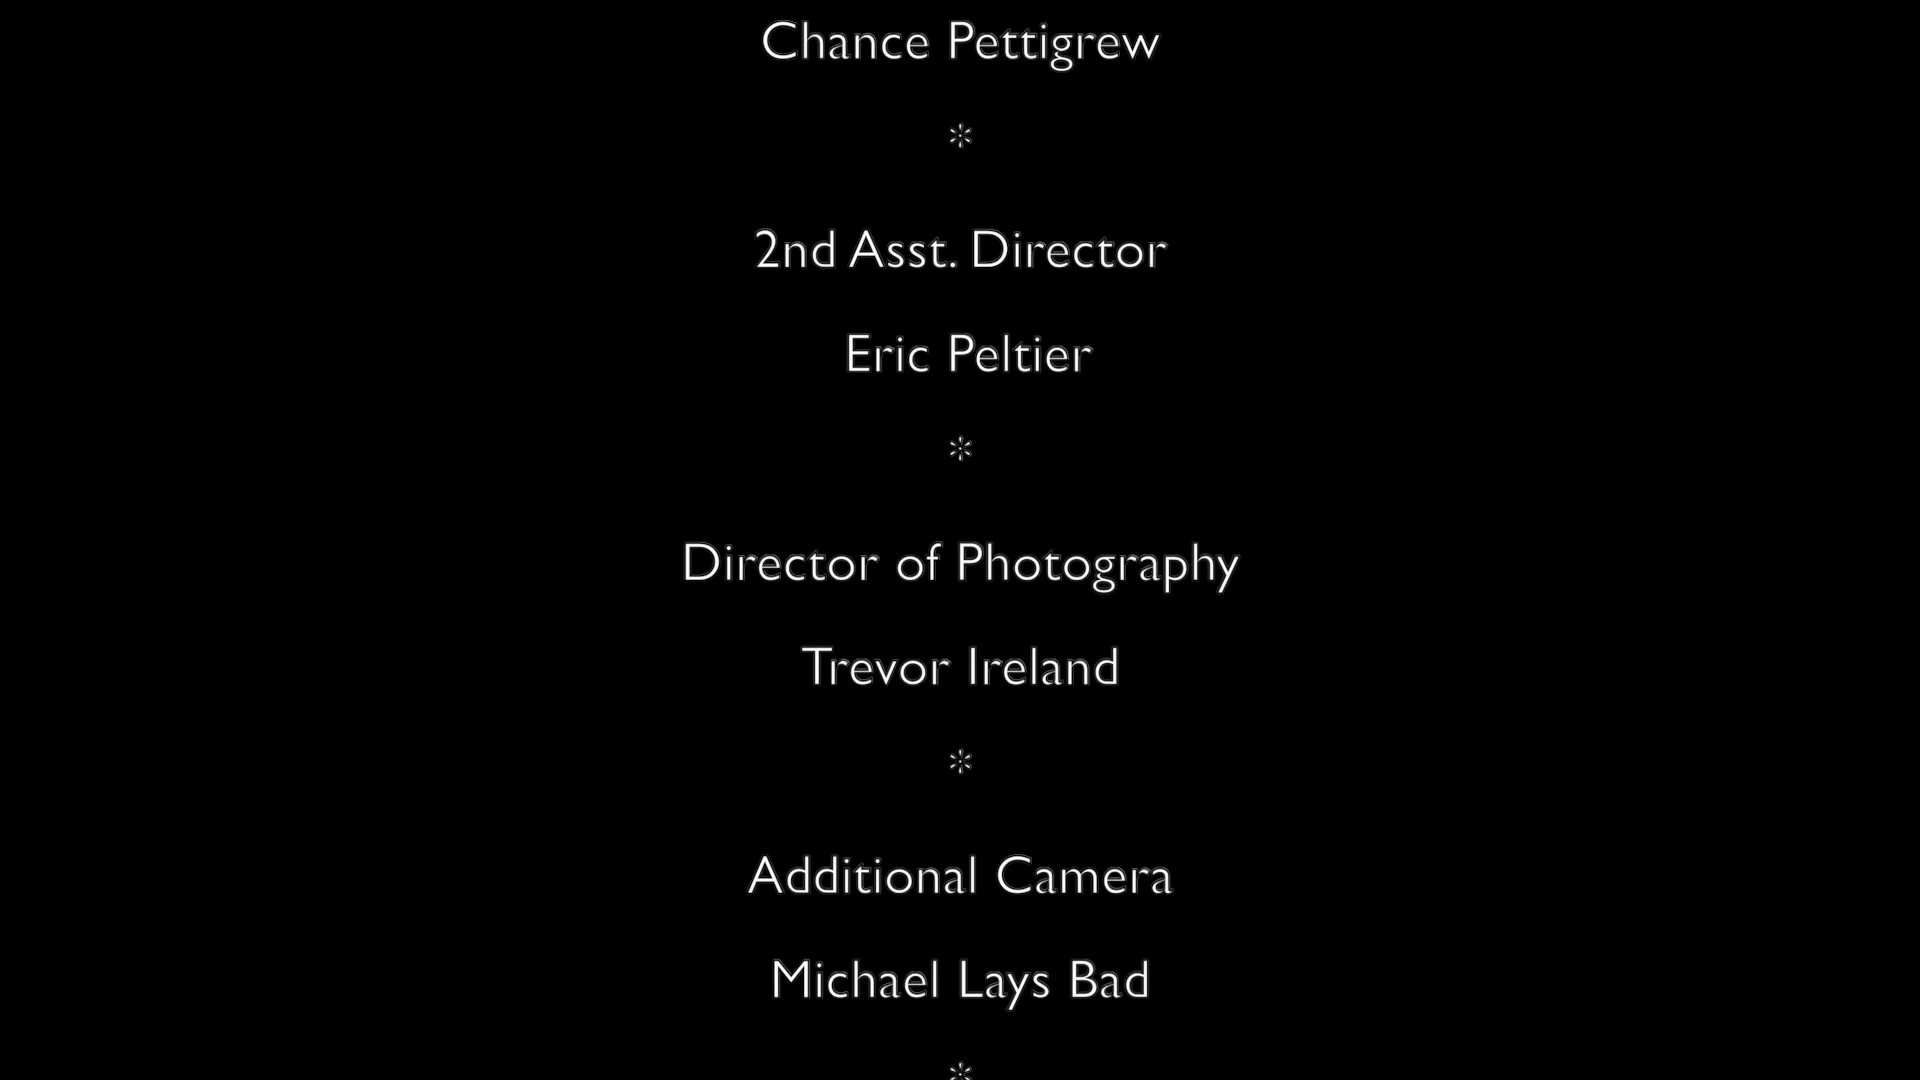 Chance Pettigrew
*
2nd Asst. Director
Eric Peltier
*
Director of Photography
Trevor Ireland
*
Additional Camera
Michael Lays Bad
*